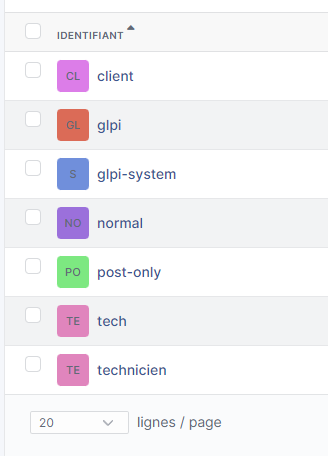 IDENTIFIANT
CL client
GL glpi
S glpi-system
NO normal
PO post-only
TE tech
TE technicien
20 lignes / page